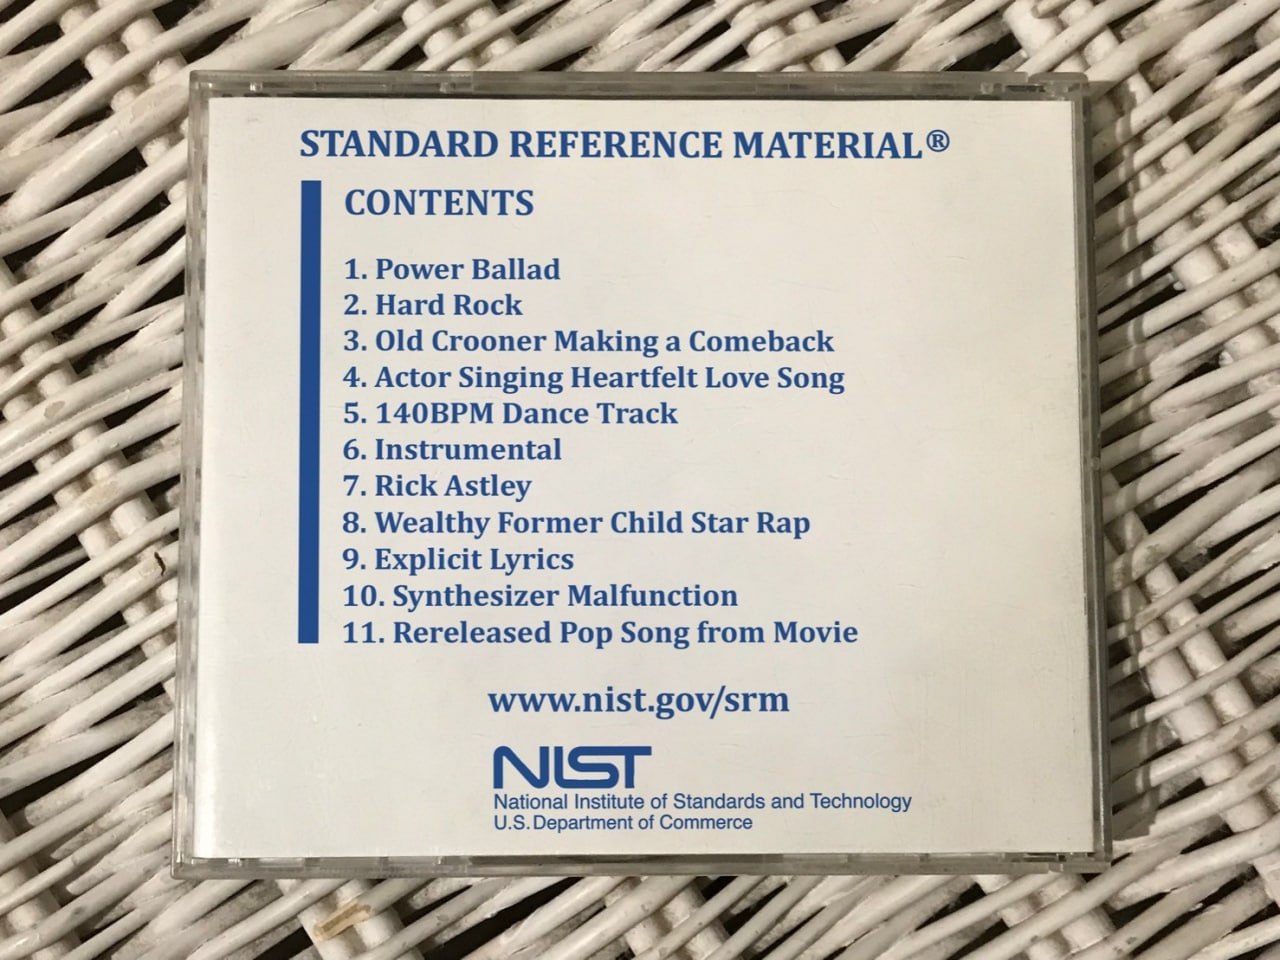 STANDARD REFERENCE MATERIAL®
CONTENTS
1. Power Ballad
2. Hard Rock
3. Old Crooner Making a Comeback
4. Actor Singing Heartfelt Love Song
5. 140BPM Dance Track
6. Instrumental
7. Rick Astley
8. Wealthy Former Child Star Rap
9. Explicit Lyrics
10. Synthesizer Malfunction
11. Rereleased Pop Song from Movie
www.nist.gov/srm
NIST
National Institute of Standards and Technology
U.S. Department of Commerce